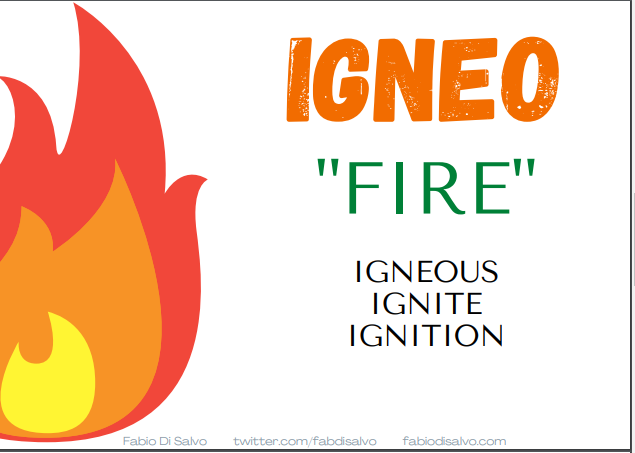 IGNEO
"FIRE"
IGNEOUS
IGNITE
IGNITION
Fabio Di Salvo twitter.com/fabdisalvo fabiodisalvo.com